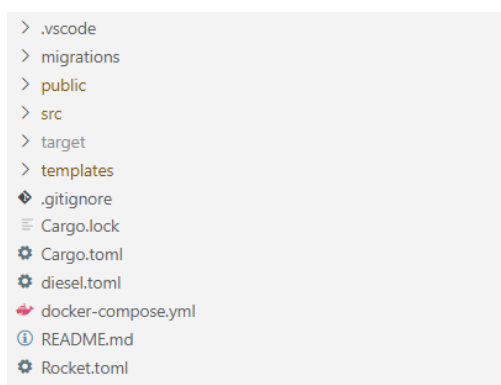 .vscode
migrations
public
src
target
templates
.gitignore
Cargo.lock
Cargo.toml
diesel.toml
docker-compose.yml
README.md
Rocket.toml